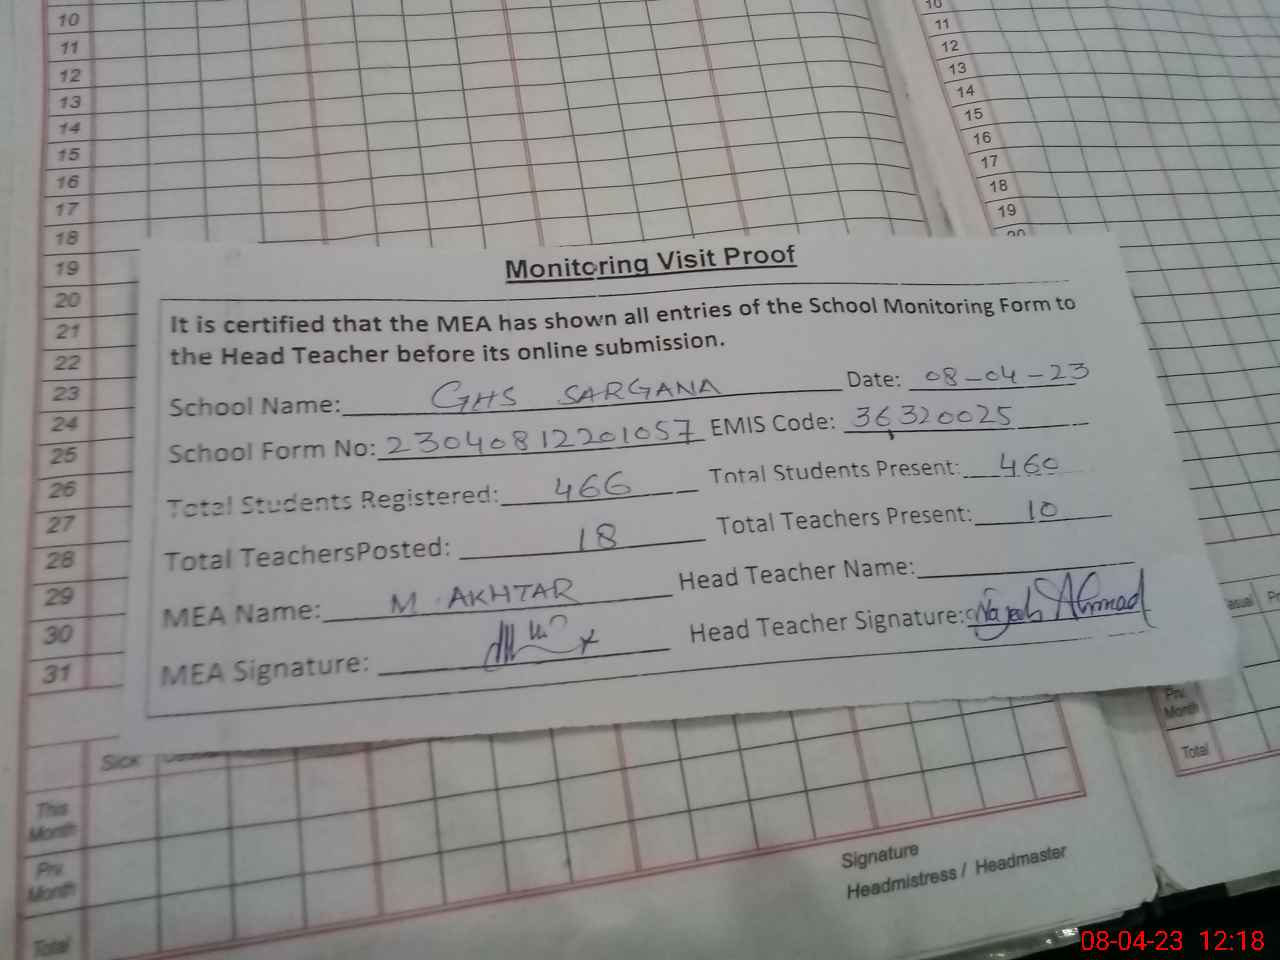 10
11
12
13
14
15
16
17
18
19
20
21
22
23
24
25
26
27
28
29
30
31
10
11
12
13
14
15
16
17
18
19
20
Monitoring Visit Proof
It is certified that the MEA has shown all entries of the School Monitoring Form to
the Head Teacher before its online submission.
School Name: GHS SARGANA Date: 08-04-23
School Form No: 23040812201057 EMIS Code: 36320025
Total Students Registered: 466 Total Students Present: 460
Total TeachersPosted: 18 Total Teachers Present: 10
MEA Name: M. AKHTAR Head Teacher Name:
MEA Signature: Head Teacher Signature: Ahmad
Sick
This
Month
Prv.
Month
Total
Signature
Headmistress / Headmaster
Prv.
Month
Total
08-04-23 12:18